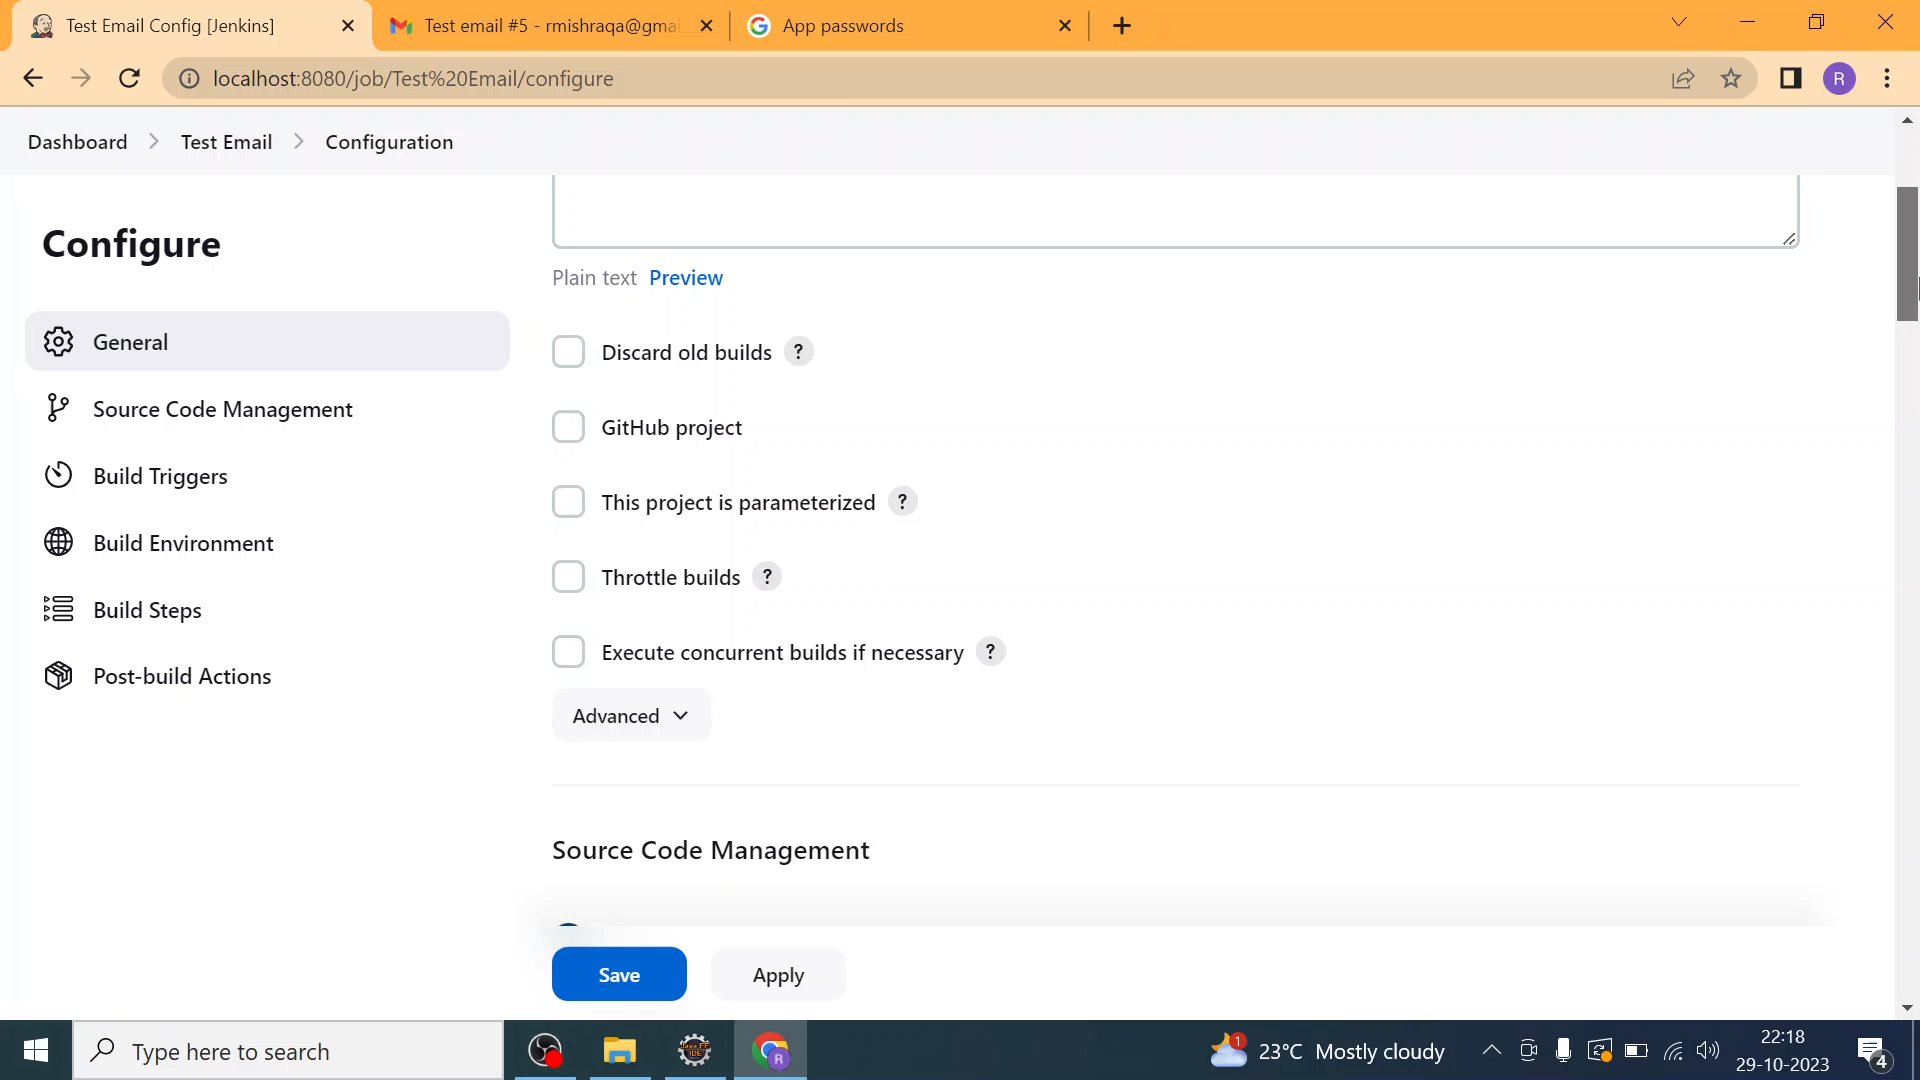 Test Email Config [Jenkins]
Test email #5 - rmishraqa@gmai
App passwords
localhost:8080/job/Test%20Email/configure
R
Dashboard
Test Email
Configuration
Configure
General
Source Code Management
Build Triggers
Build Environment
Build Steps
Post-build Actions
Plain text Preview
Discard old builds ?
GitHub project
This project is parameterized ?
Throttle builds ?
Execute concurrent builds if necessary ?
Advanced
Source Code Management
Save
Apply
Type here to search
R
1
23°C Mostly cloudy
22:18
29-10-2023
4